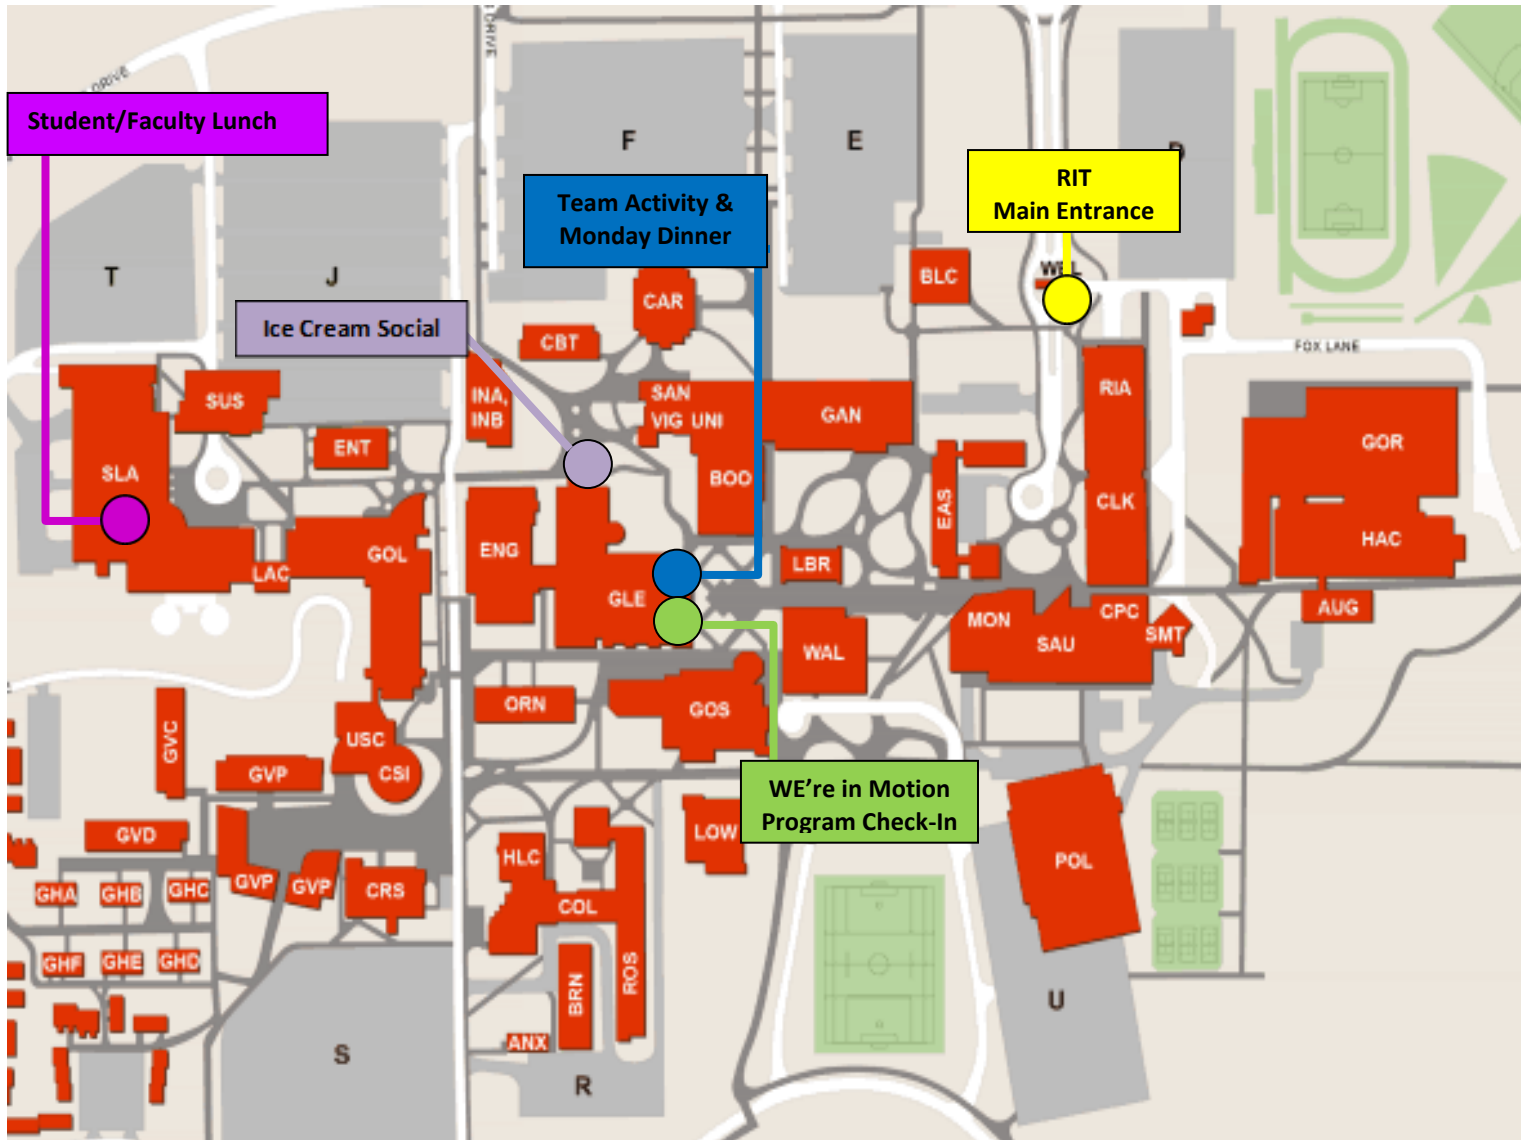 DRIVE
DRIVE
Student/Faculty Lunch
F
E
RIT
Main Entrance
Team Activity &
Monday Dinner
T
J
BLC
CAR
Ice Cream Social
CBT
FOX LANE
SUS
INA,
INB
SAN
VIG UNI
GAN
RIA
ENT
GOR
SLA
BOO
EAS
CLK
GOL
ENG
LBR
HAC
LAC
GLE
AUG
MON
CPC
SMT
SAU
WAL
ORN
GOS
GVC
USC
GVP
CSI
WE're in Motion
Program Check-In
GVD
LOW
HLC
POL
GHA
GHB
GHC
GVP
GVP
CRS
COL
GHF
GHE
GHD
ROS
BRN
U
ANX
S
R